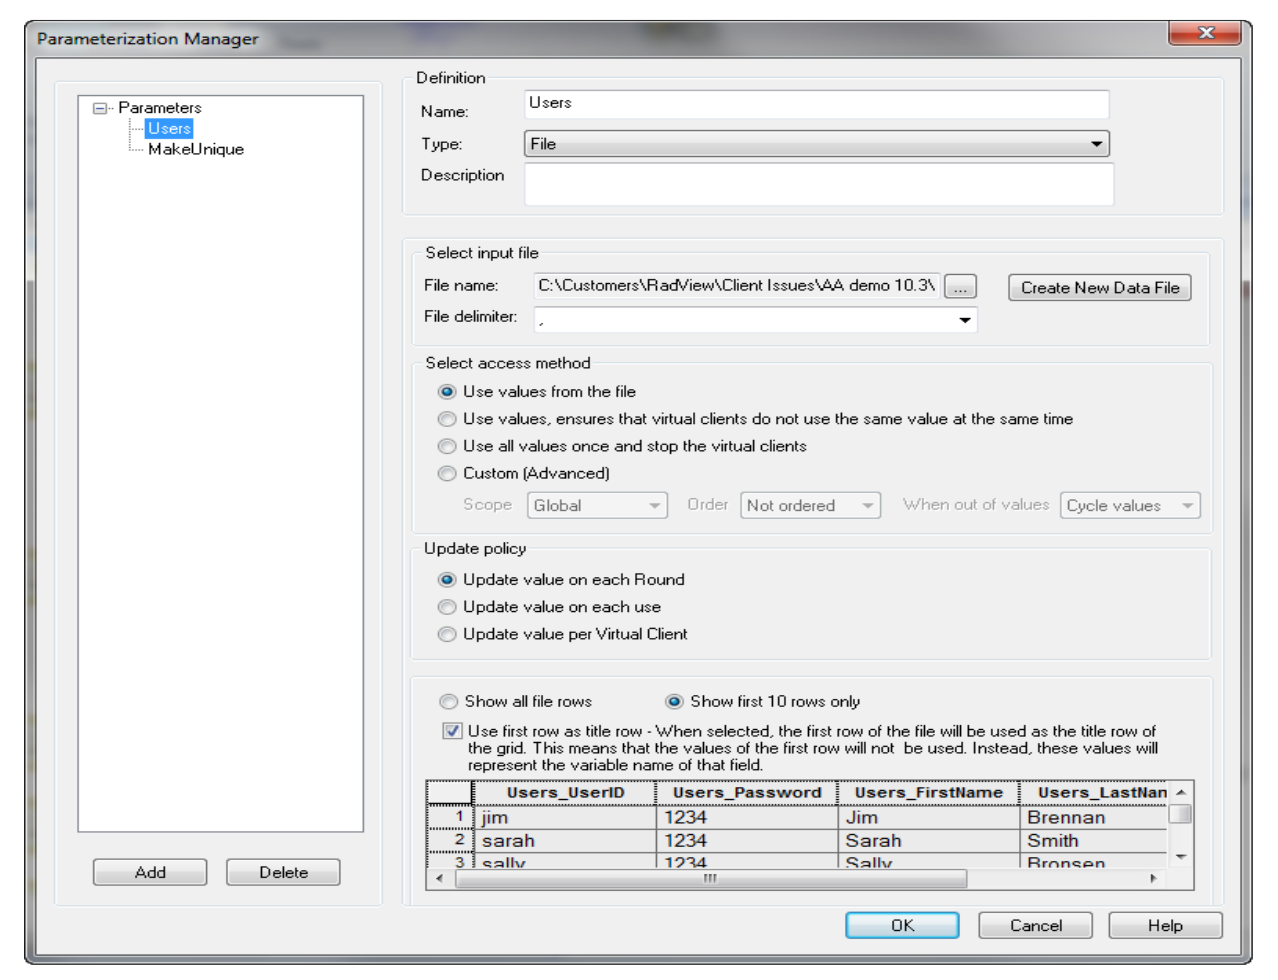 Parameterization Manager
Parameters
Users
MakeUnique
Add
Delete
Definition
Name:
Users
Type:
File
Description
Select input file
File name:
C:\Customers\RadView\Client Issues\AA demo 10.3\
...
Create New Data File
File delimiter:
,
Select access method
Use values from the file
Use values, ensures that virtual clients do not use the same value at the same time
Use all values once and stop the virtual clients
Custom (Advanced)
Scope
Global
Order
Not ordered
When out of values
Cycle values
Update policy
Update value on each Round
Update value on each use
Update value per Virtual Client
Show all file rows
Show first 10 rows only
Use first row as title row - When selected, the first row of the file will be used as the title row of
the grid. This means that the values of the first row will not be used. Instead, these values will
represent the variable name of that field.
Users_UserID Users_Password Users_FirstName Users_LastNan
1 jim 1234 Jim Brennan
2 sarah 1234 Sarah Smith
3 sally 1234 Sally Bronsen
OK
Cancel
Help